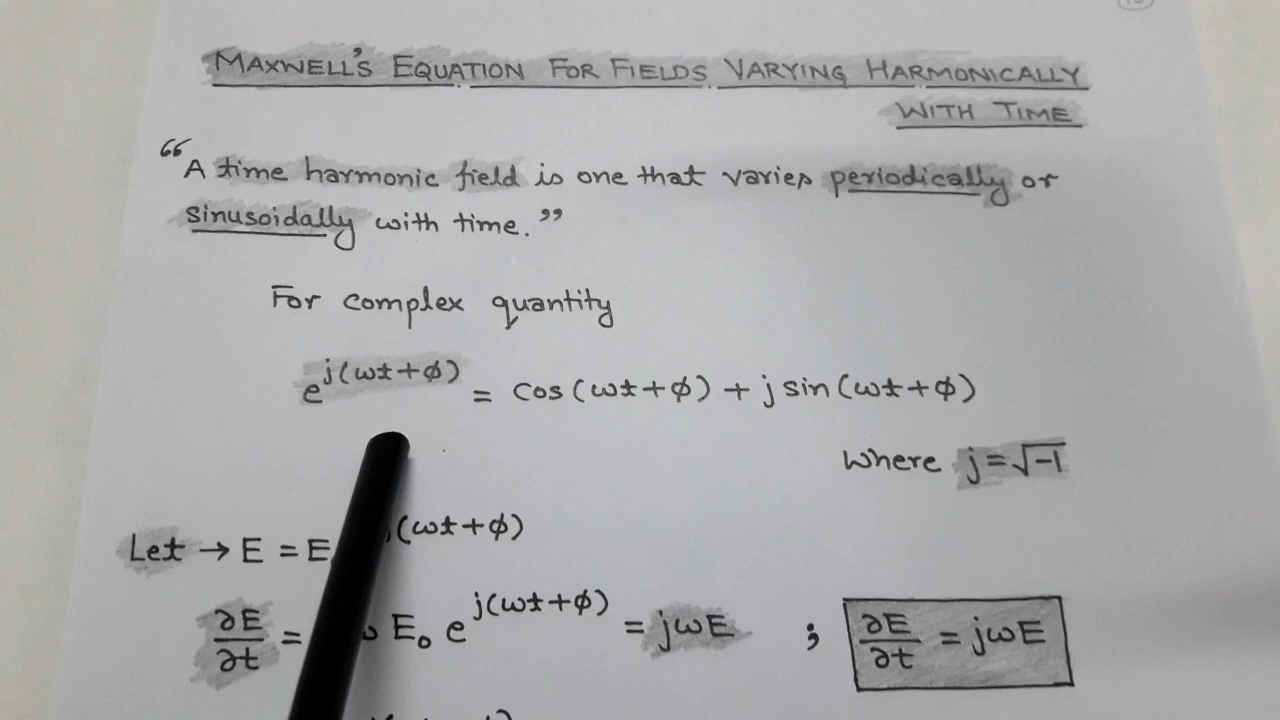 MAXWELL'S EQUATION FOR FIELDS VARYING HARMONICALLY
WITH TIME
“A time harmonic field is one that varies periodically or
sinusoidally with time.”
For complex quantity
e^j(ωt+ϕ) = cos(ωt+ϕ) + j sin(ωt+ϕ)
where j=√-1
Let → E = E (ωt+ϕ)
∂E/∂t = ω E₀ e^j(ωt+ϕ) = jωE ; ∂E/∂t = jωE